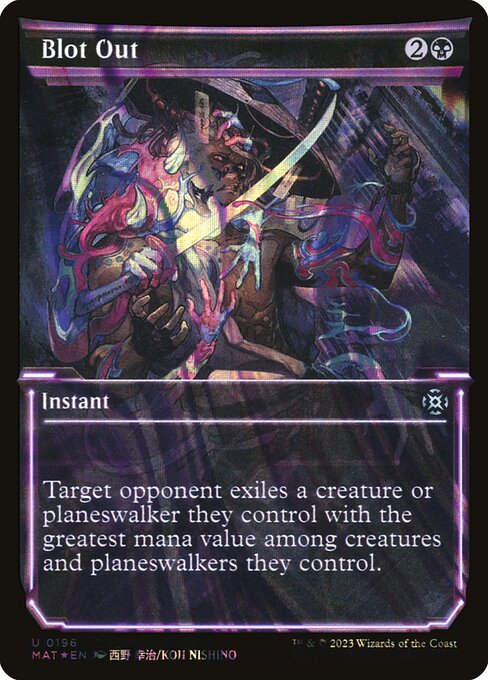 Blot Out 2
Instant
Target opponent exiles a creature or
planeswalker they control with the
greatest mana value among creatures
and planeswalkers they control.
U 0196
MAT★EN 西野 幸治/KOJI NISHINO
™ & © 2023 Wizards of the Coast